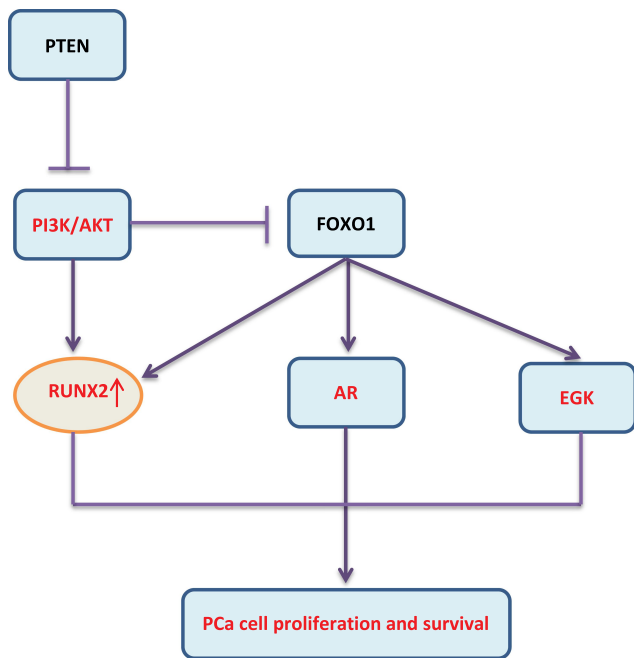 PTEN
PI3K/AKT
FOXO1
RUNX2↑
AR
EGK
PCa cell proliferation and survival